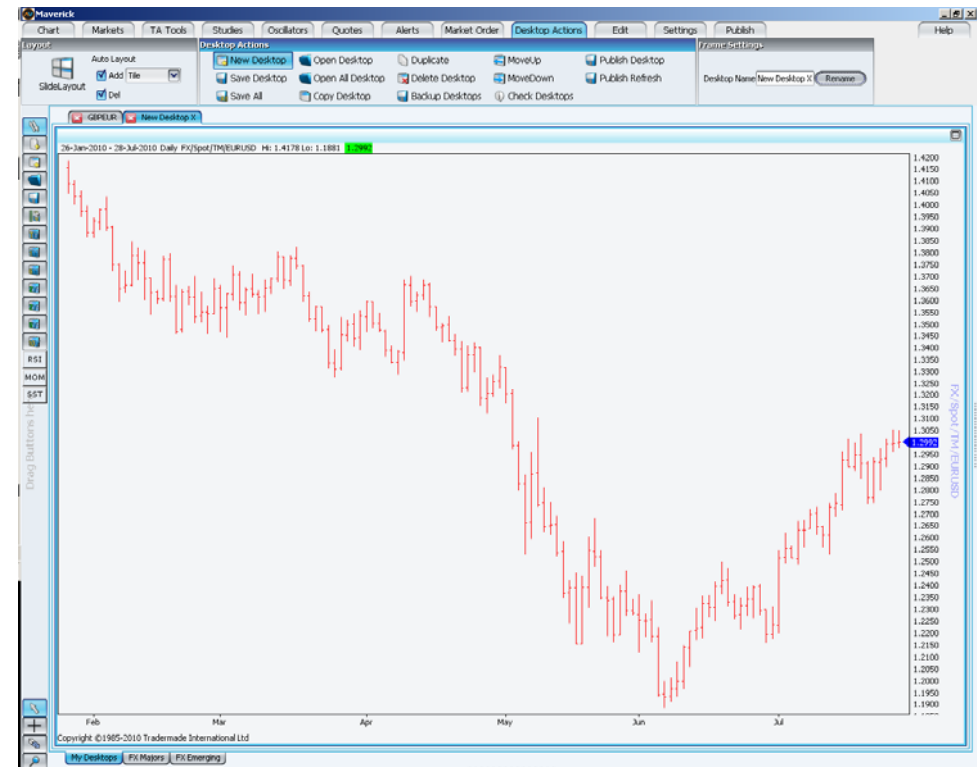 Maverick
Chart Markets TA Tools Studies Oscillators Quotes Alerts Market Order Desktop Actions Edit Settings Publish Help
Layout Desktop Actions Frame Settings
Auto Layout New Desktop Open Desktop Duplicate MoveUp Publish Desktop
SlideLayout Add Tile Save Desktop Open All Desktop Delete Desktop MoveDown Publish Refresh Desktop Name New Desktop X Rename
Del Save All Copy Desktop Backup Desktops Check Desktops
GBPEUR New Desktop X
26-Jan-2010 - 28-Jul-2010 Daily FX/Spot/TM/EURUSD Hi: 1.4178 Lo: 1.1881 1.2992
1.4200
1.4150
1.4100
1.4050
1.4000
1.3950
1.3900
1.3850
1.3800
1.3750
1.3700
1.3650
1.3600
1.3550
1.3500
1.3450
1.3400
1.3350
1.3300
1.3250
1.3200
1.3150
1.3100
1.3050
1.2992
1.2950
1.2900
1.2850
1.2800
1.2750
1.2700
1.2650
1.2600
1.2550
1.2500
1.2450
1.2400
1.2350
1.2300
1.2250
1.2200
1.2150
1.2100
1.2050
1.2000
1.1950
1.1900
RSI
MOM
SST
Drag Buttons he
FX/Spot/TM/EURUSD
Feb Mar Apr May Jun Jul
Copyright ©1985-2010 Tradermade International Ltd
My Desktops FX Majors FX Emerging